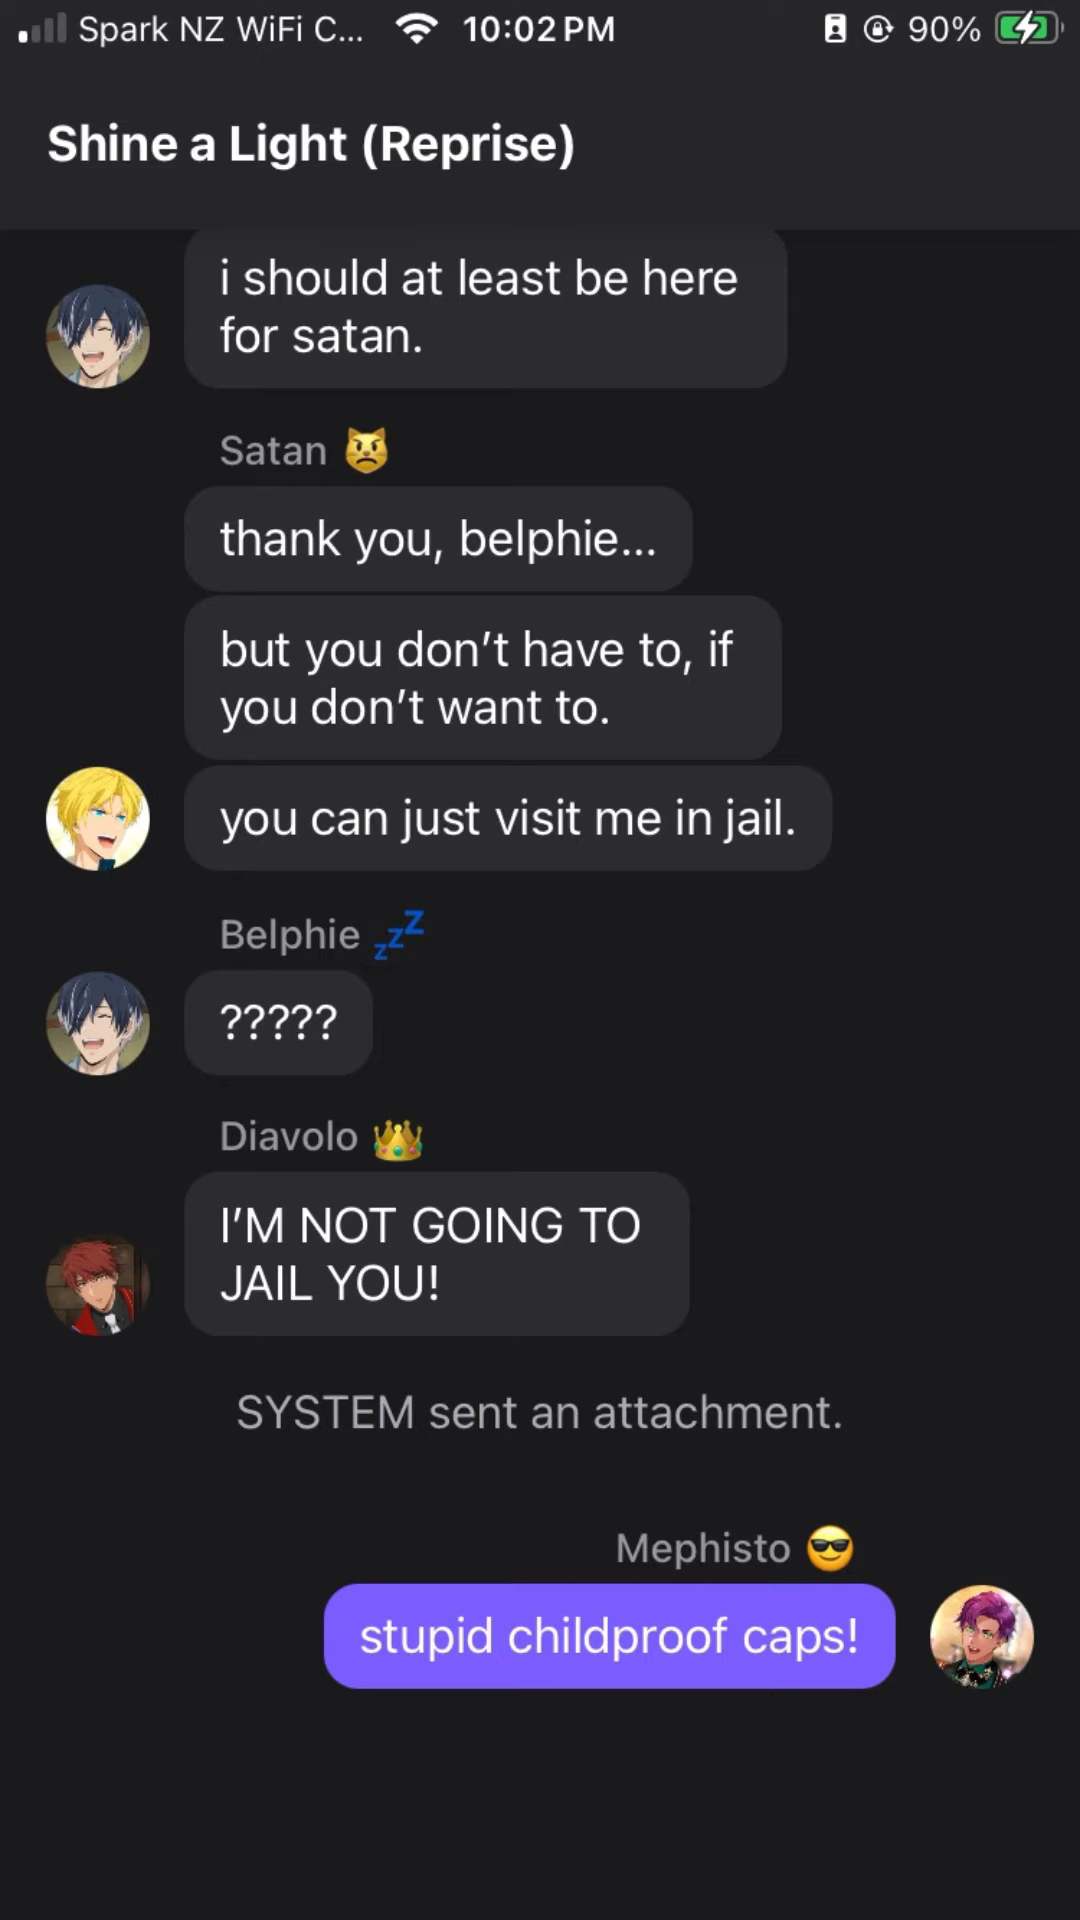 Spark NZ WiFi C... 10:02 PM 90%
Shine a Light (Reprise)
i should at least be here
for satan.
Satan 😾
thank you, belphie...
but you don’t have to, if
you don’t want to.
you can just visit me in jail.
Belphie 💤
?????
Diavolo 👑
I’M NOT GOING TO
JAIL YOU!
SYSTEM sent an attachment.
Mephisto 😎
stupid childproof caps!